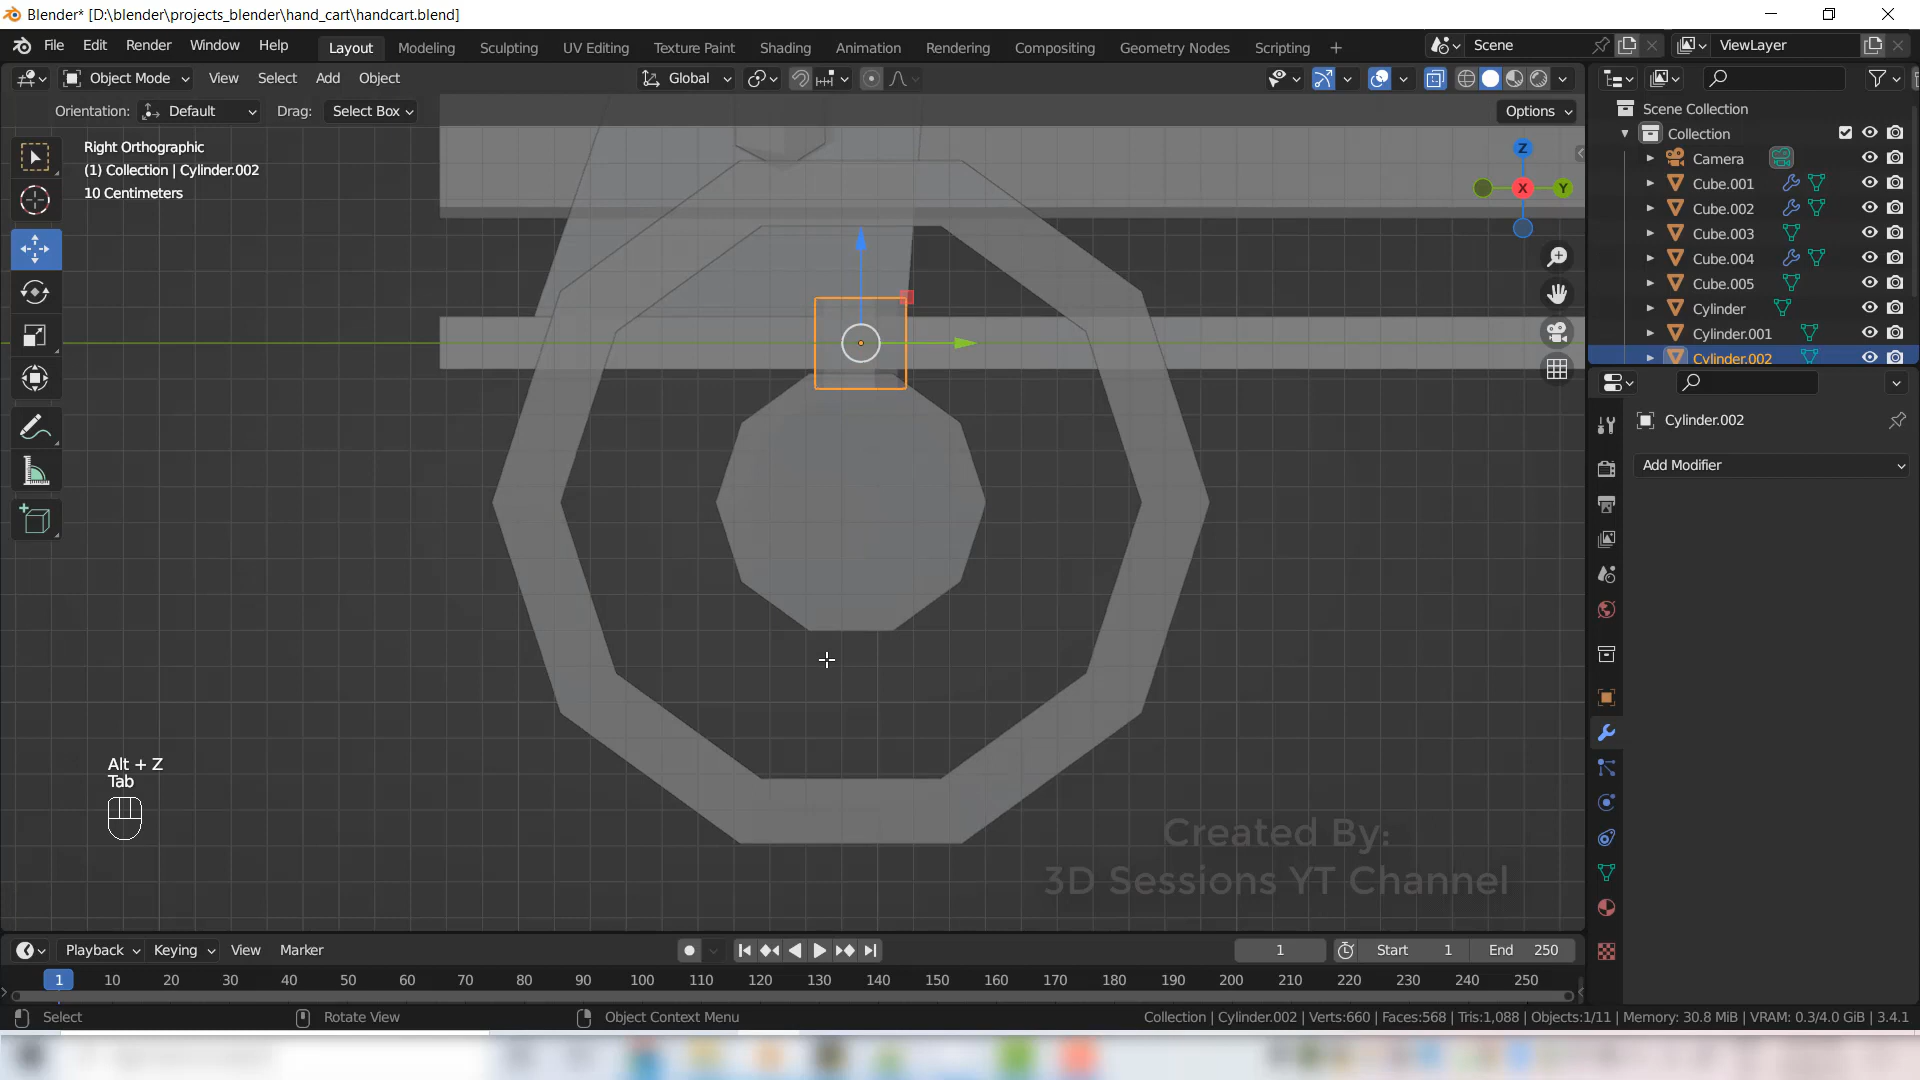 Blender* [D:\blender\projects_blender\hand_cart\handcart.blend]
File Edit Render Window Help Layout Modeling Sculpting UV Editing Texture Paint Shading Animation Rendering Compositing Geometry Nodes Scripting + Scene ViewLayer
Object Mode View Select Add Object Global
Orientation: Default Drag: Select Box Options
Right Orthographic
(1) Collection | Cylinder.002
10 Centimeters
Z
X
Y
Scene Collection
Collection
Camera
Cube.001
Cube.002
Cube.003
Cube.004
Cube.005
Cylinder
Cylinder.001
Cylinder.002
Cylinder.002
Add Modifier
Alt + Z
Tab
Created By:
3D Sessions YT Channel
Playback Keying View Marker 1 Start 1 End 250
1 10 20 30 40 50 60 70 80 90 100 110 120 130 140 150 160 170 180 190 200 210 220 230 240 250
Select Rotate View Object Context Menu Collection | Cylinder.002 | Verts:660 | Faces:568 | Tris:1,088 | Objects:1/11 | Memory: 30.8 MiB | VRAM: 0.3/4.0 GiB | 3.4.1